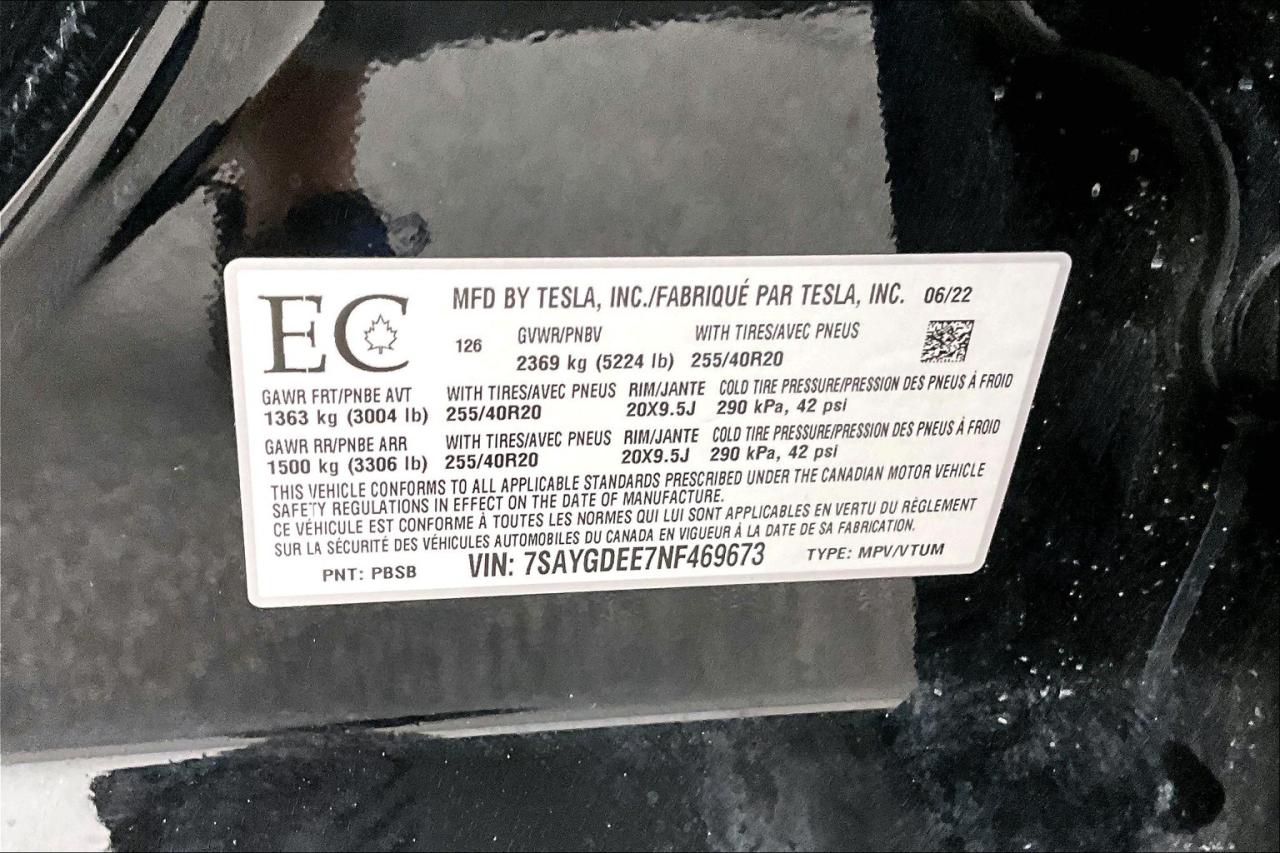 EC
MFD BY TESLA, INC./FABRIQUÉ PAR TESLA, INC. 06/22
126 GVWR/PNBV WITH TIRES/AVEC PNEUS
2369 kg (5224 lb) 255/40R20
GAWR FRT/PNBE AVT WITH TIRES/AVEC PNEUS RIM/JANTE COLD TIRE PRESSURE/PRESSION DES PNEUS À FROID
1363 kg (3004 lb) 255/40R20 20X9.5J 290 kPa, 42 psi
GAWR RR/PNBE ARR WITH TIRES/AVEC PNEUS RIM/JANTE COLD TIRE PRESSURE/PRESSION DES PNEUS À FROID
1500 kg (3306 lb) 255/40R20 20X9.5J 290 kPa, 42 psi
THIS VEHICLE CONFORMS TO ALL APPLICABLE STANDARDS PRESCRIBED UNDER THE CANADIAN MOTOR VEHICLE
SAFETY REGULATIONS IN EFFECT ON THE DATE OF MANUFACTURE.
CE VÉHICULE EST CONFORME À TOUTES LES NORMES QUI LUI SONT APPLICABLES EN VERTU DU RÈGLEMENT
SUR LA SÉCURITÉ DES VÉHICULES AUTOMOBILES DU CANADA EN VIGUEUR À LA DATE DE SA FABRICATION.
PNT: PBSB VIN: 7SAYGDEE7NF469673 TYPE: MPV/VTUM